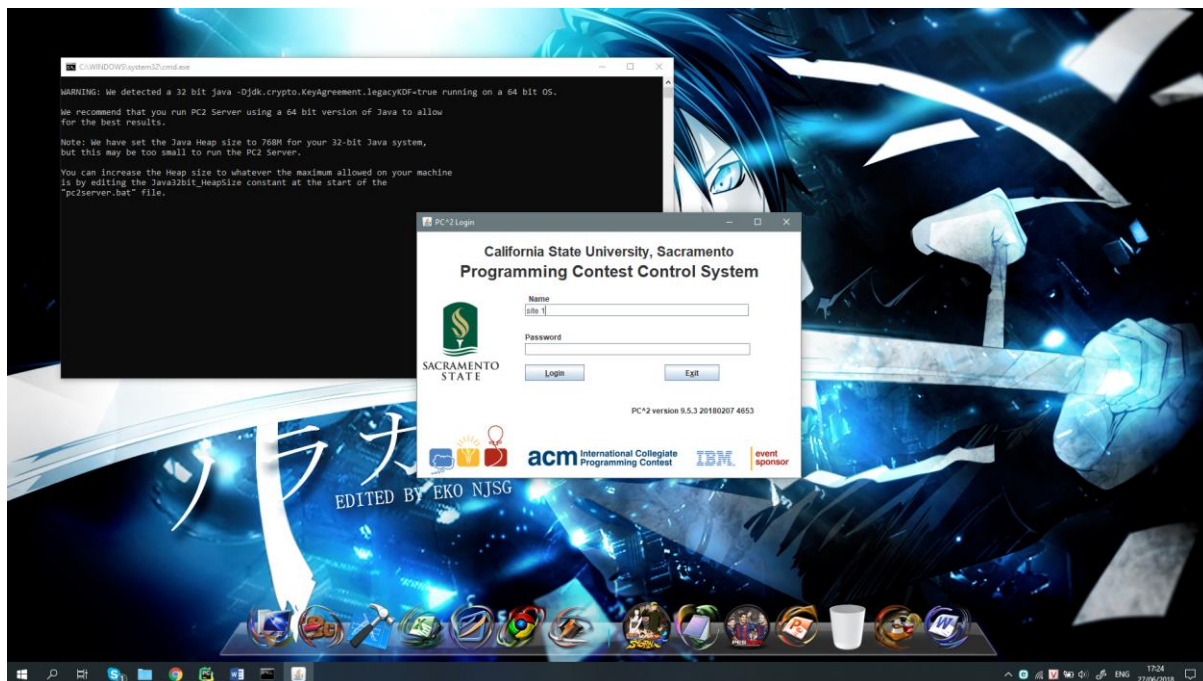 C:\WINDOWS\system32\cmd.exe
WARNING: We detected a 32 bit java -Djdk.crypto.KeyAgreement.legacyKDF=true running on a 64 bit OS.
We recommend that you run PC2 Server using a 64 bit version of Java to allow
for the best results.
Note: We have set the Java Heap size to 768M for your 32-bit Java system,
but this may be too small to run the PC2 Server.
You can increase the Heap size to whatever the maximum allowed on your machine
is by editing the Java32bit_HeapSize constant at the start of the
"pc2server.bat" file.
PC^2 Login
California State University, Sacramento
Programming Contest Control System
Name
site 1
Password
SACRAMENTO
STATE
Login
Exit
PC^2 version 9.5.3 20180207 4653
acm International Collegiate
Programming Contest
IBM.
event
sponsor
EDITED BY EKO NJSG
ENG
17:24
27/06/2018